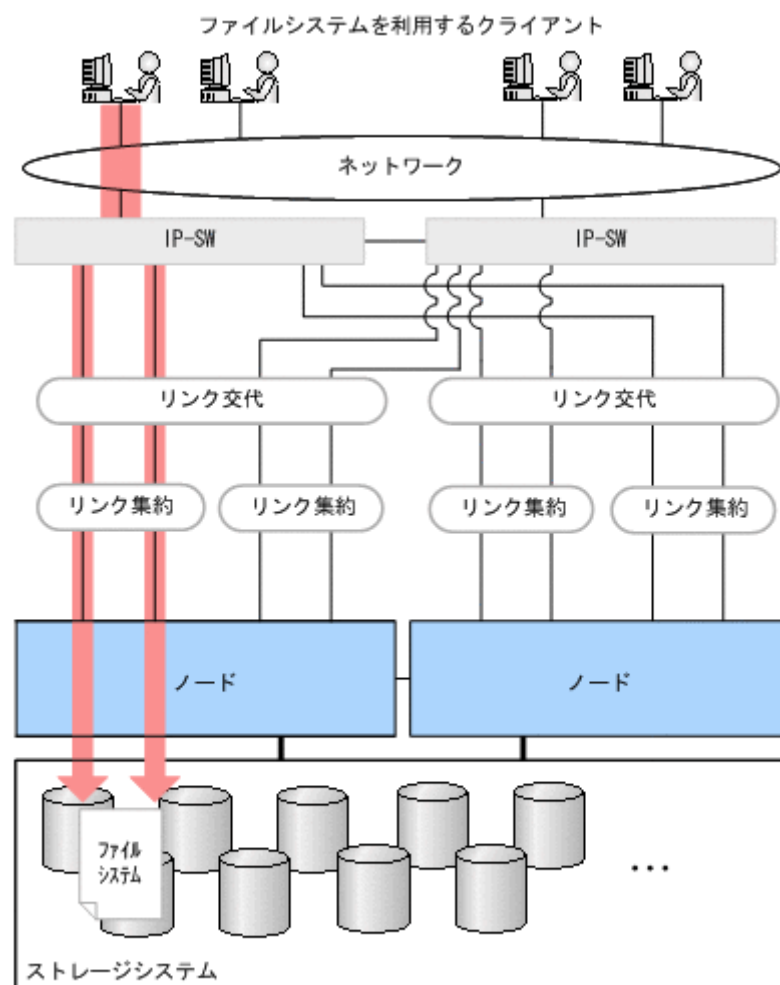 ファイルシステムを利用するクライアント
ネットワーク
IP-SW
IP-SW
リンク交代
リンク交代
リンク集約
リンク集約
リンク集約
リンク集約
ノード
ノード
ファイル
システム
...
ストレージシステム